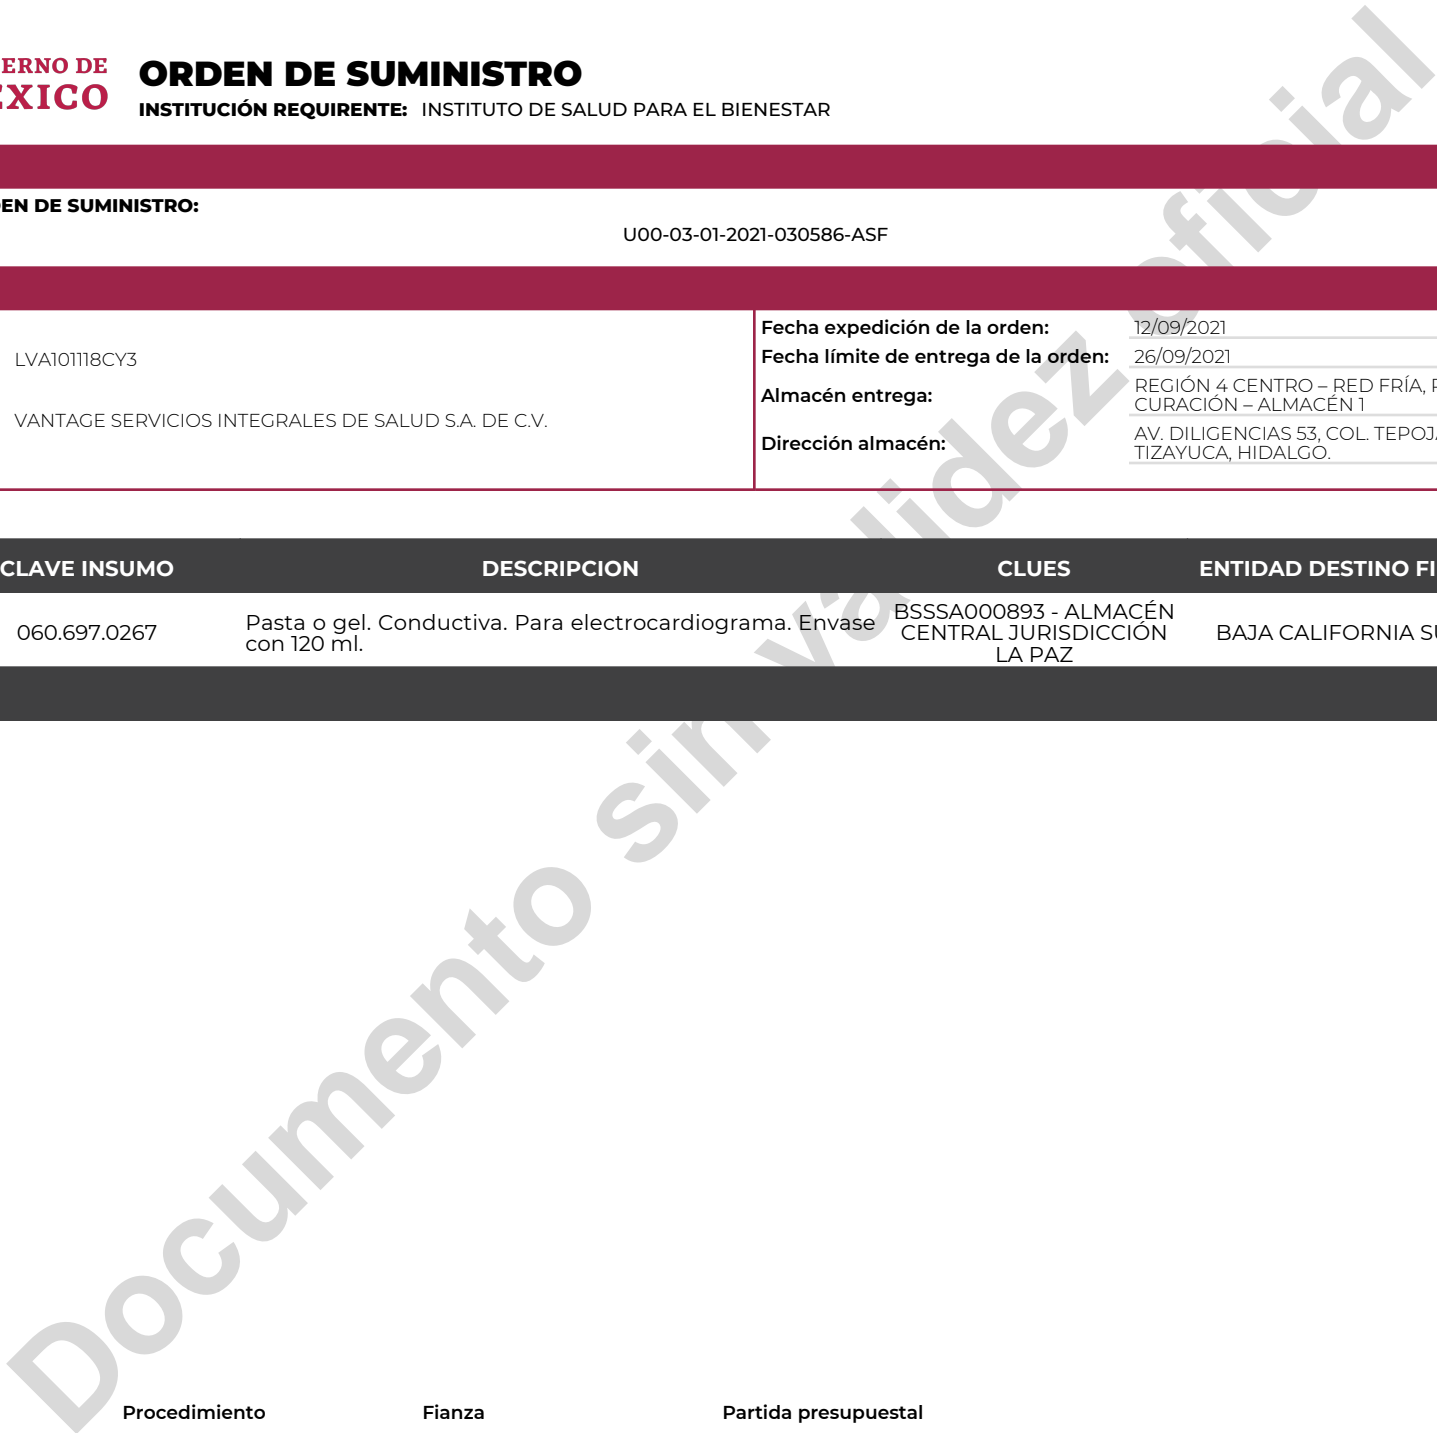 ERNO DE
EXICO
ORDEN DE SUMINISTRO
INSTITUCIÓN REQUIRENTE: INSTITUTO DE SALUD PARA EL BIENESTAR
EN DE SUMINISTRO:
U00-03-01-2021-030586-ASF
LVA101118CY3
VANTAGE SERVICIOS INTEGRALES DE SALUD S.A. DE C.V.
Fecha expedición de la orden: 12/09/2021
Fecha límite de entrega de la orden: 26/09/2021
Almacén entrega: REGIÓN 4 CENTRO – RED FRÍA,
CURACIÓN – ALMACÉN 1
Dirección almacén: AV. DILIGENCIAS 53, COL. TEPOJ
TIZAYUCA, HIDALGO.
CLAVE INSUMO DESCRIPCION CLUES ENTIDAD DESTINO FI
060.697.0267
Pasta o gel. Conductiva. Para electrocardiograma. Envase
con 120 ml.
BSSSA000893 - ALMACÉN
CENTRAL JURISDICCIÓN
LA PAZ
BAJA CALIFORNIA SU
Documento sin validez oficial
Procedimiento Fianza Partida presupuestal